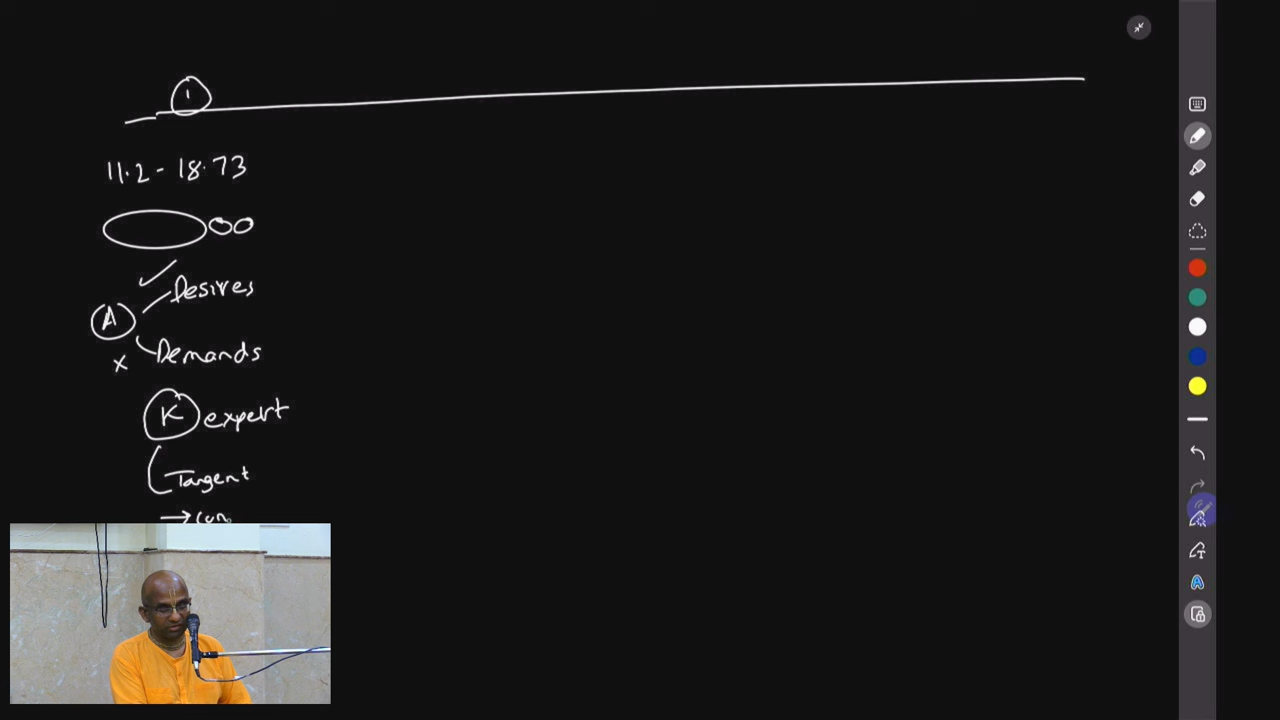 1
11.2 - 18.73
Desires
A
Demands
x
K expert
Tangent
→